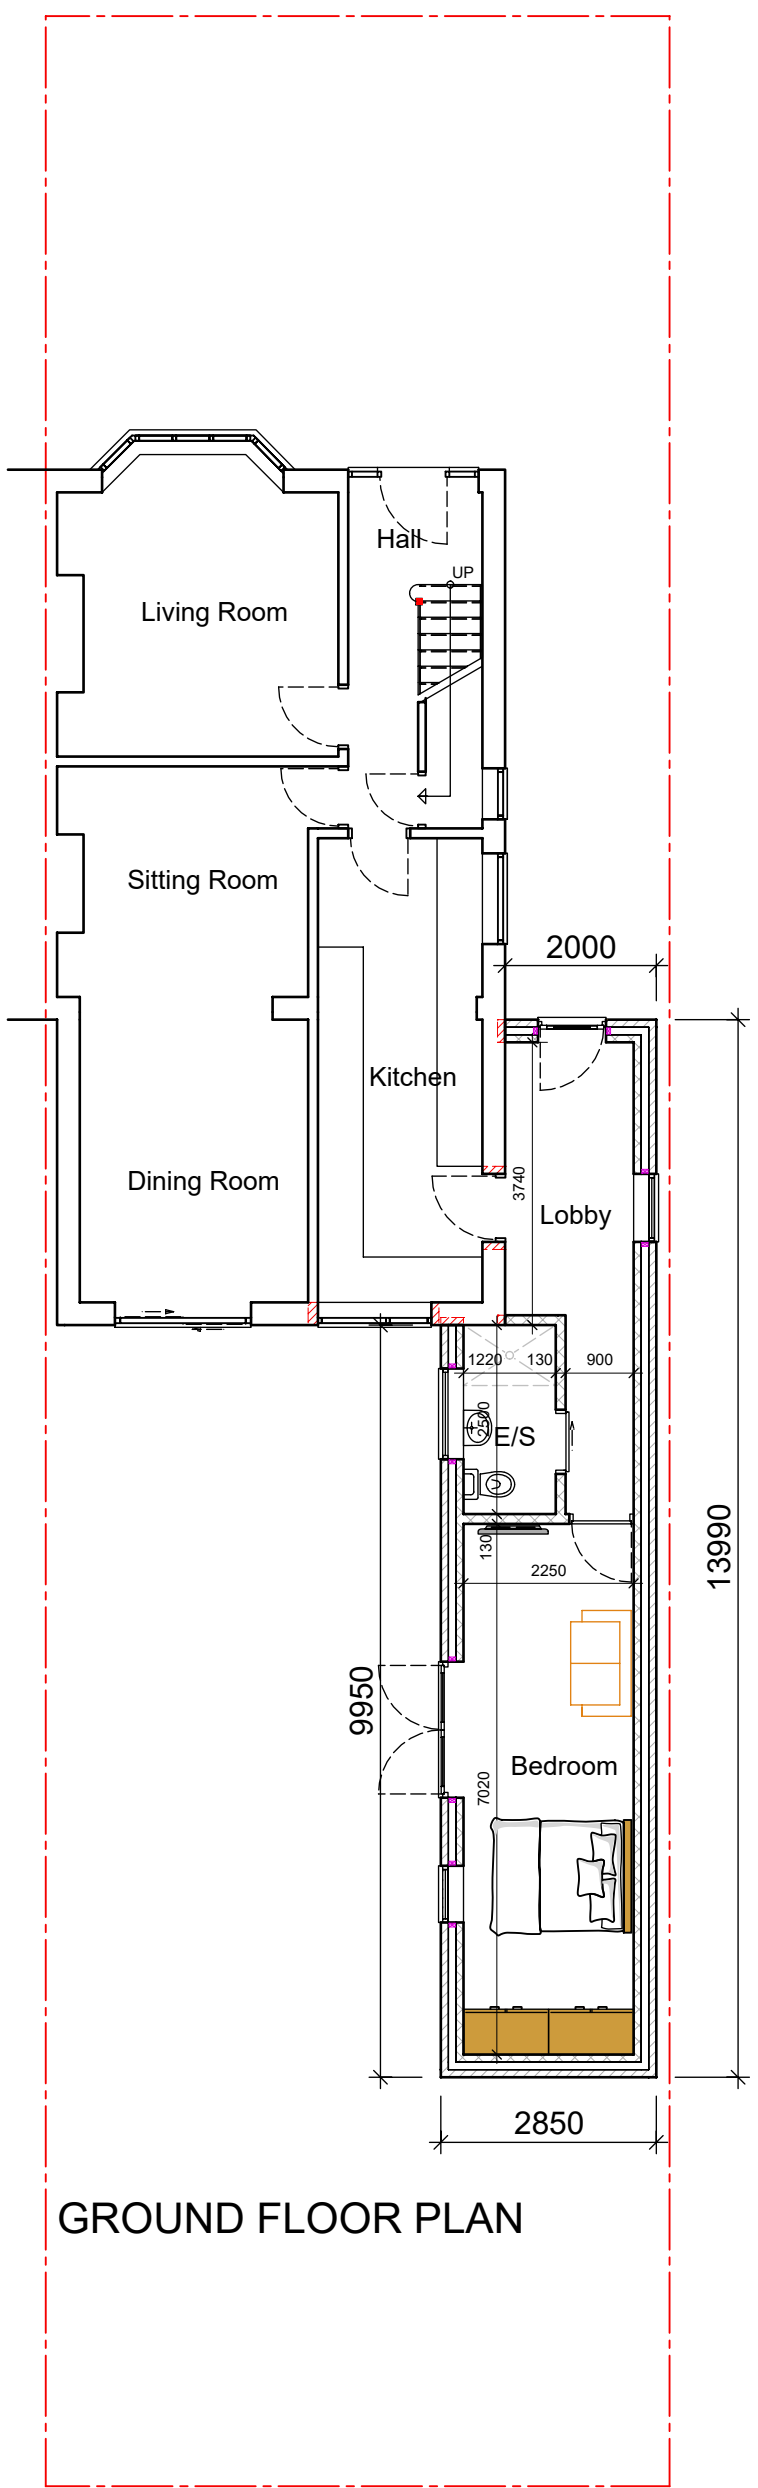 Hall
UP
Living Room
Sitting Room
2000
Kitchen
Dining Room
3740
Lobby
1220
130
900
2500
E/S
130
2250
13990
9950
Bedroom
7020
2850
GROUND FLOOR PLAN